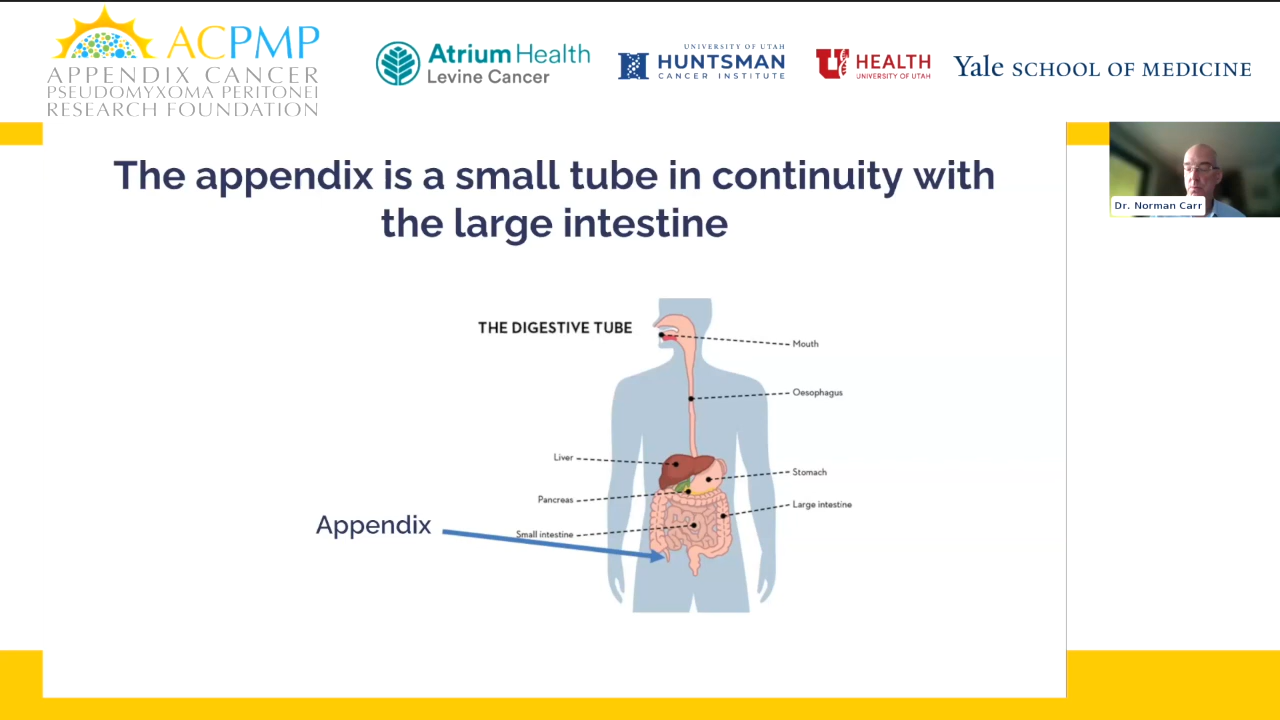 ACPMP
APPENDIX CANCER
PSEUDOMYXOMA PERITONEI
RESEARCH FOUNDATION
Atrium Health
Levine Cancer
UNIVERSITY OF UTAH
HUNTSMAN
CANCER INSTITUTE
U
HEALTH
UNIVERSITY OF UTAH
Yale SCHOOL OF MEDICINE
Dr. Norman Carr
The appendix is a small tube in continuity with
the large intestine
THE DIGESTIVE TUBE
Mouth
Oesophagus
Liver
Stomach
Pancreas
Large intestine
Appendix
Small intestine